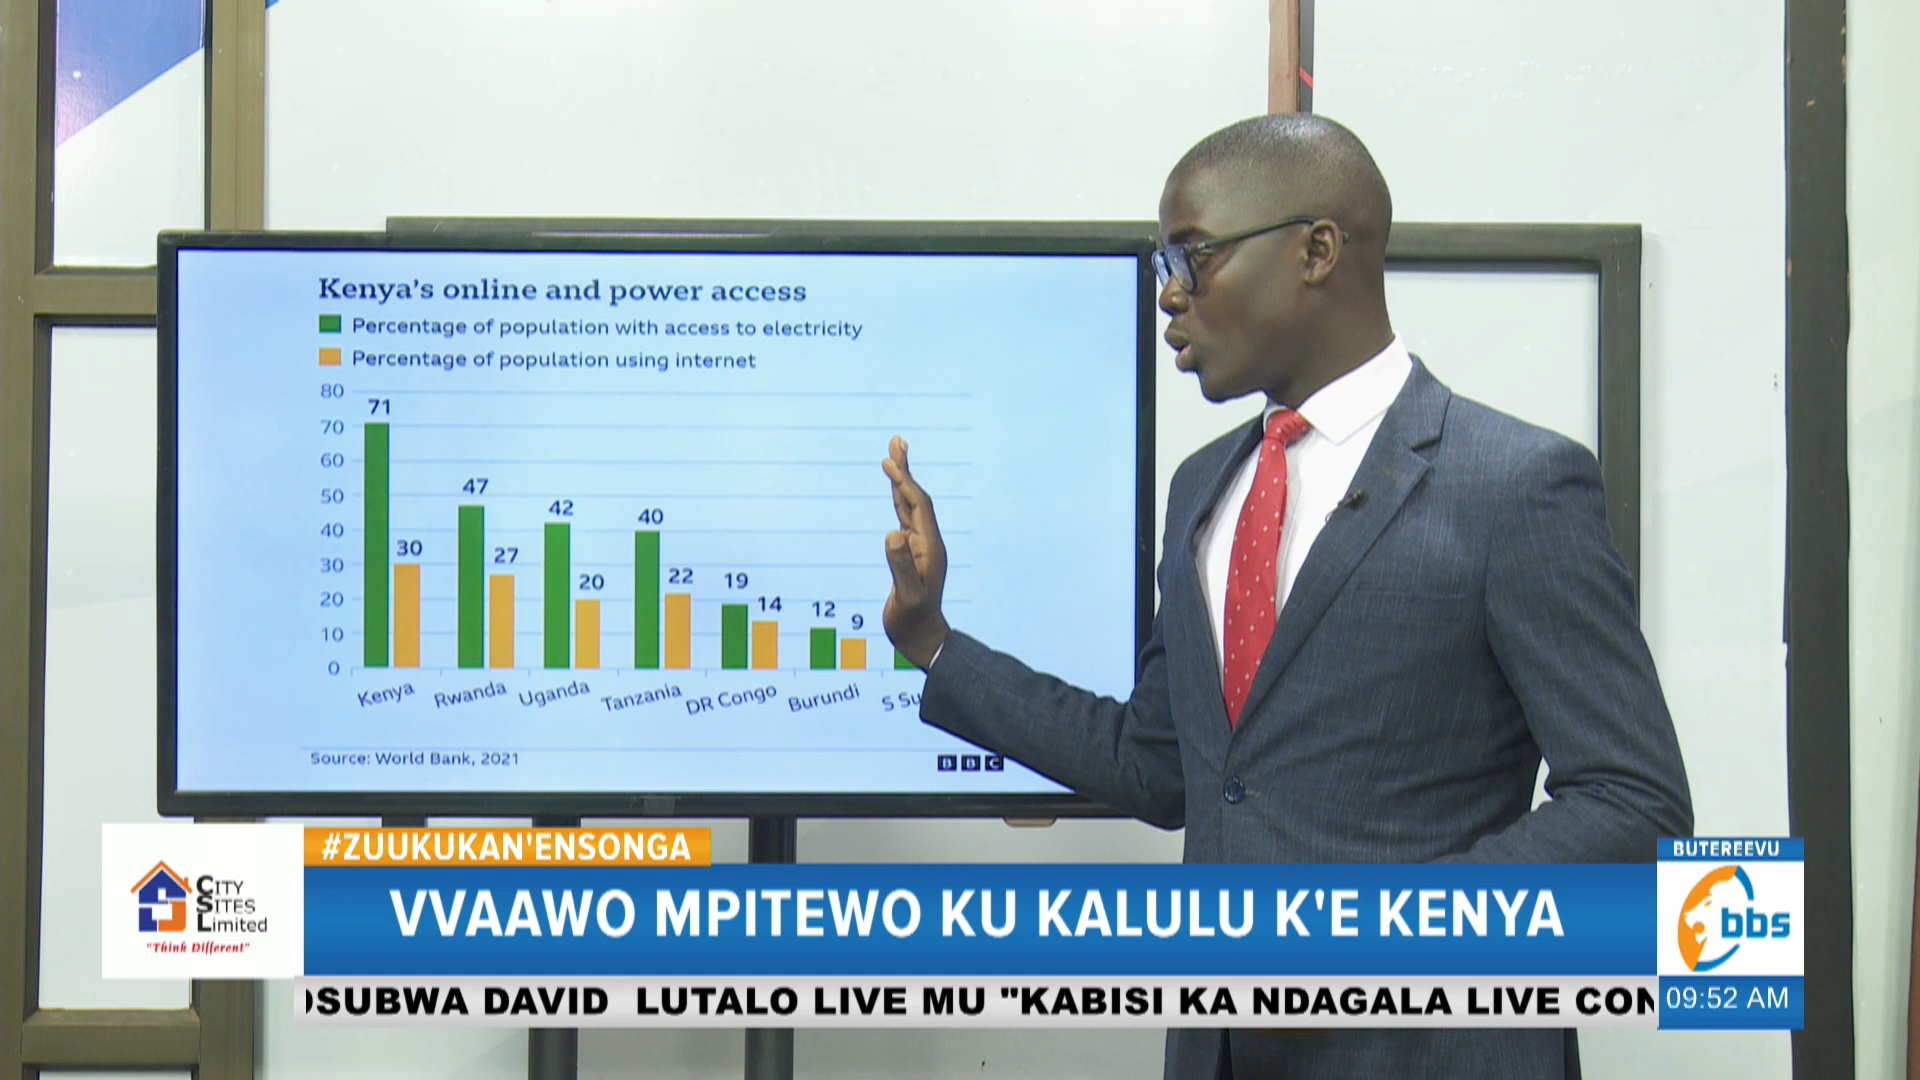 Kenya's online and power access
Percentage of population with access to electricity
Percentage of population using internet
80
70
60
50
40
30
20
10
0
71
30
47
27
42
20
40
22
19
14
12
9
Kenya
Rwanda
Uganda
Tanzania
DR Congo
Burundi
S
Source: World Bank, 2021
BBC
#ZUUKUKAN'ENSONGA
CITY
SITES
Limited
"Think Different"
VVAAWO MPITEWO KU KALULU K'E KENYA
BUTEREEVU
bbs
DAVID LUTALO LIVE MU "KABISI KA NDAGALA LIVE
09:52 AM